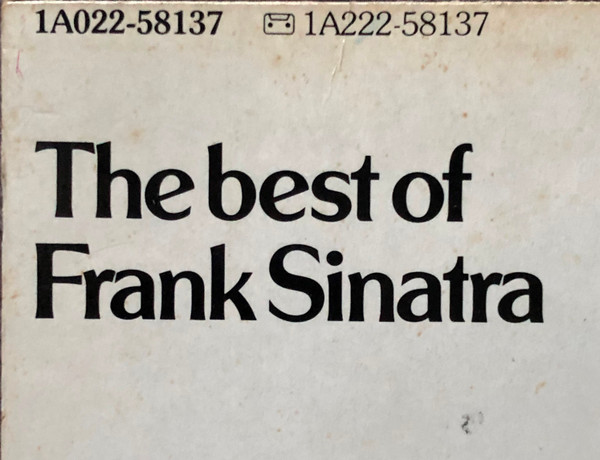 1A022-58137 1A222-58137
The best of
Frank Sinatra